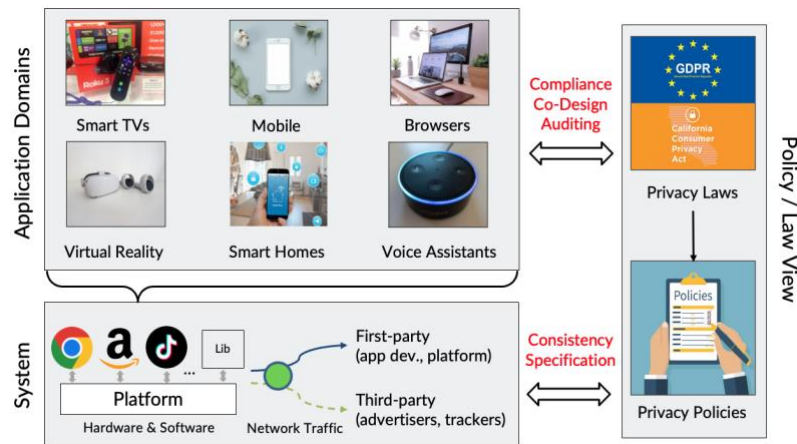 Application Domains
Roku 3
Smart TVs
Mobile
Browsers
Virtual Reality
Smart Homes
Voice Assistants
Compliance
Co-Design
Auditing
GDPR
California
Consumer
Privacy
Act
Privacy Laws
Policy / Law View
System
a
Lib
...
Platform
Hardware & Software
Network Traffic
First-party
(app dev., platform)
Third-party
(advertisers, trackers)
Consistency
Specification
Policies
Privacy Policies